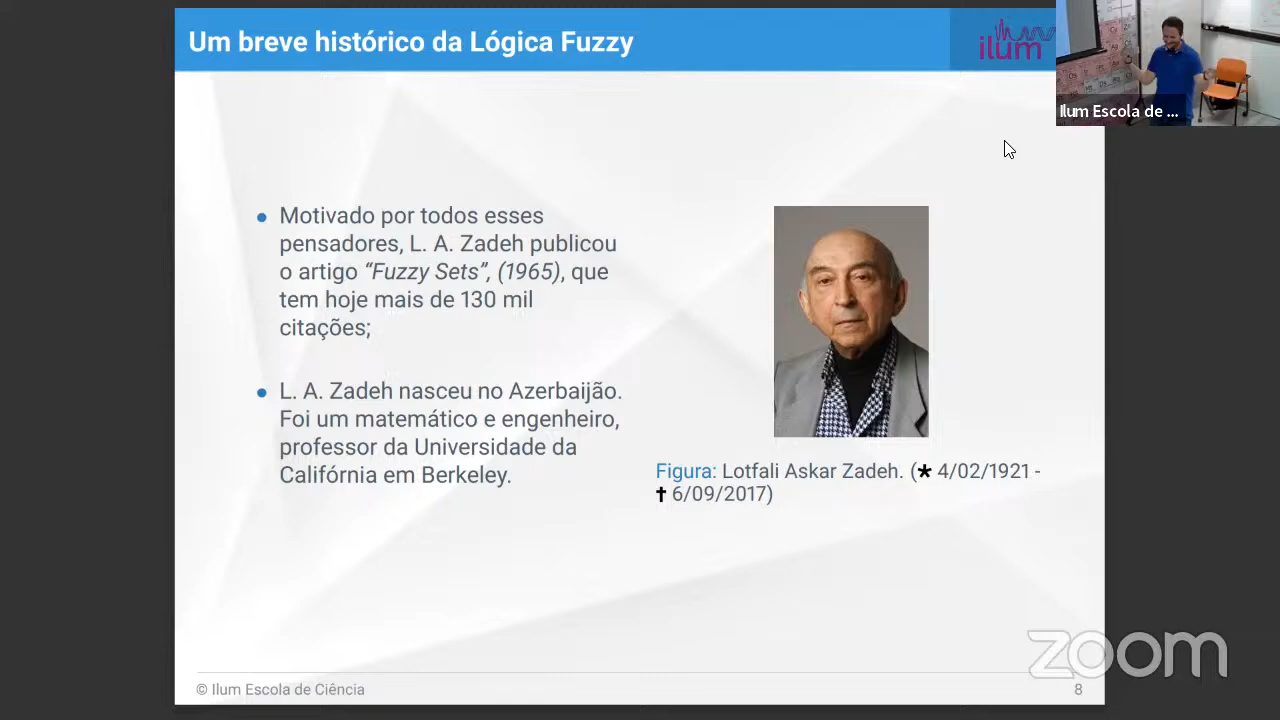 Um breve histórico da Lógica Fuzzy
ilum
Ilum Escola de ...
Motivado por todos esses
pensadores, L. A. Zadeh publicou
o artigo “Fuzzy Sets”, (1965), que
tem hoje mais de 130 mil
citações;
L. A. Zadeh nasceu no Azerbaijão.
Foi um matemático e engenheiro,
professor da Universidade da
Califórnia em Berkeley.
Figura: Lotfali Askar Zadeh. (★ 4/02/1921 -
✝ 6/09/2017)
zoom
© Ilum Escola de Ciência
8